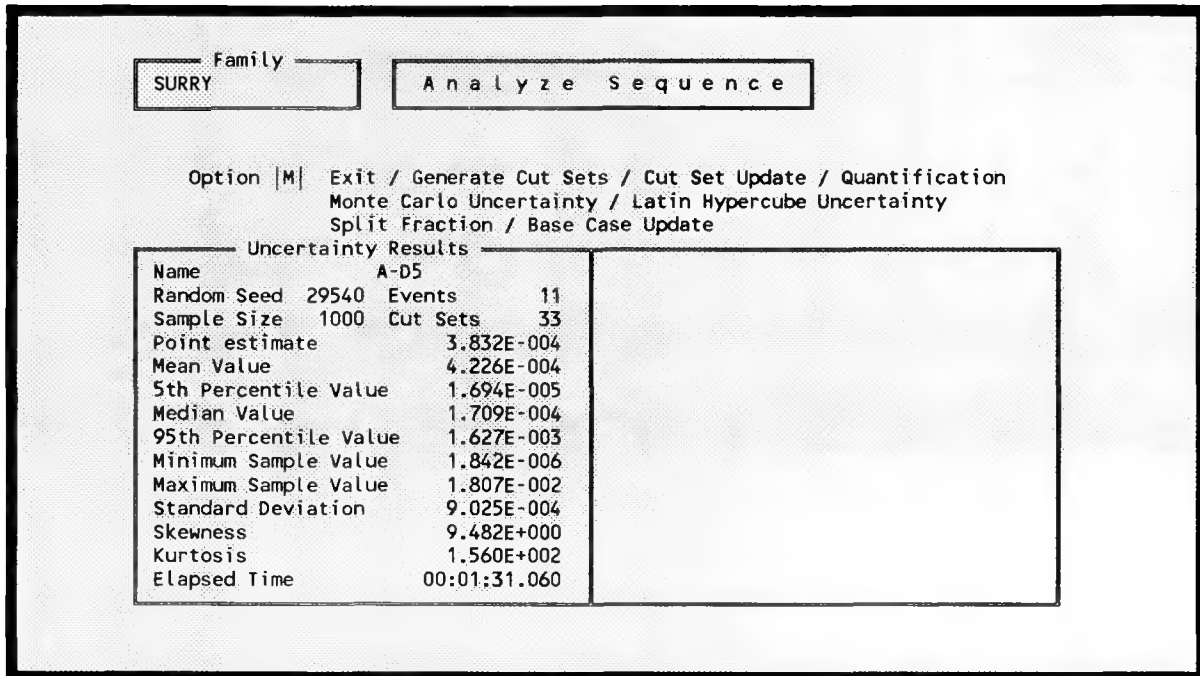 Family
SURRY
Analyze Sequence
Option |M| Exit / Generate Cut Sets / Cut Set Update / Quantification
Monte Carlo Uncertainty / Latin Hypercube Uncertainty
Split Fraction / Base Case Update
Uncertainty Results
Name A-D5
Random Seed 29540 Events 11
Sample Size 1000 Cut Sets 33
Point estimate 3.832E-004
Mean Value 4.226E-004
5th Percentile Value 1.694E-005
Median Value 1.709E-004
95th Percentile Value 1.627E-003
Minimum Sample Value 1.842E-006
Maximum Sample Value 1.807E-002
Standard Deviation 9.025E-004
Skewness 9.482E+000
Kurtosis 1.560E+002
Elapsed Time 00:01:31.060